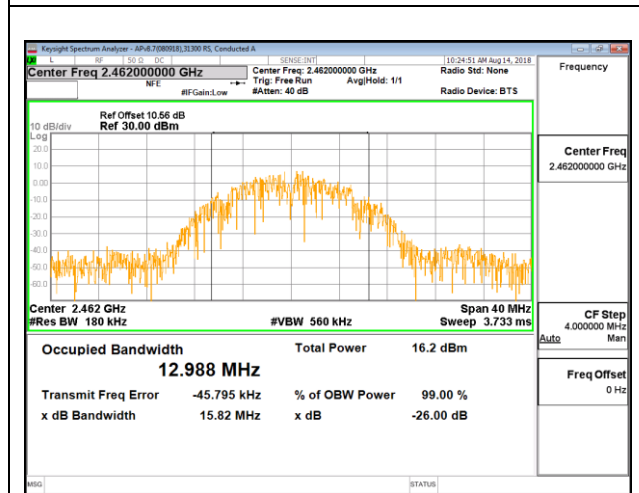 Keysight Spectrum Analyzer - APv8.7(080918),31300 RS, Conducted A
L RF 50 Ω DC SENSE:INT 10:24:51 AM Aug 14, 2018
Center Freq 2.462000000 GHz Center Freq: 2.462000000 GHz Radio Std: None
NFE Trig: Free Run Avg|Hold: 1/1
#IFGain:Low #Atten: 40 dB Radio Device: BTS
Frequency
Ref Offset 10.56 dB
10 dB/div Ref 30.00 dBm
Log
20.0
10.0
0.00
-10.0
-20.0
-30.0
-40.0
-50.0
-60.0
Center Freq
2.462000000 GHz
Center 2.462 GHz Span 40 MHz
#Res BW 180 kHz #VBW 560 kHz Sweep 3.733 ms
CF Step
4.000000 MHz
Auto Man
Occupied Bandwidth Total Power 16.2 dBm
12.988 MHz
Transmit Freq Error -45.795 kHz % of OBW Power 99.00 %
x dB Bandwidth 15.82 MHz x dB -26.00 dB
Freq Offset
0 Hz
MSG STATUS